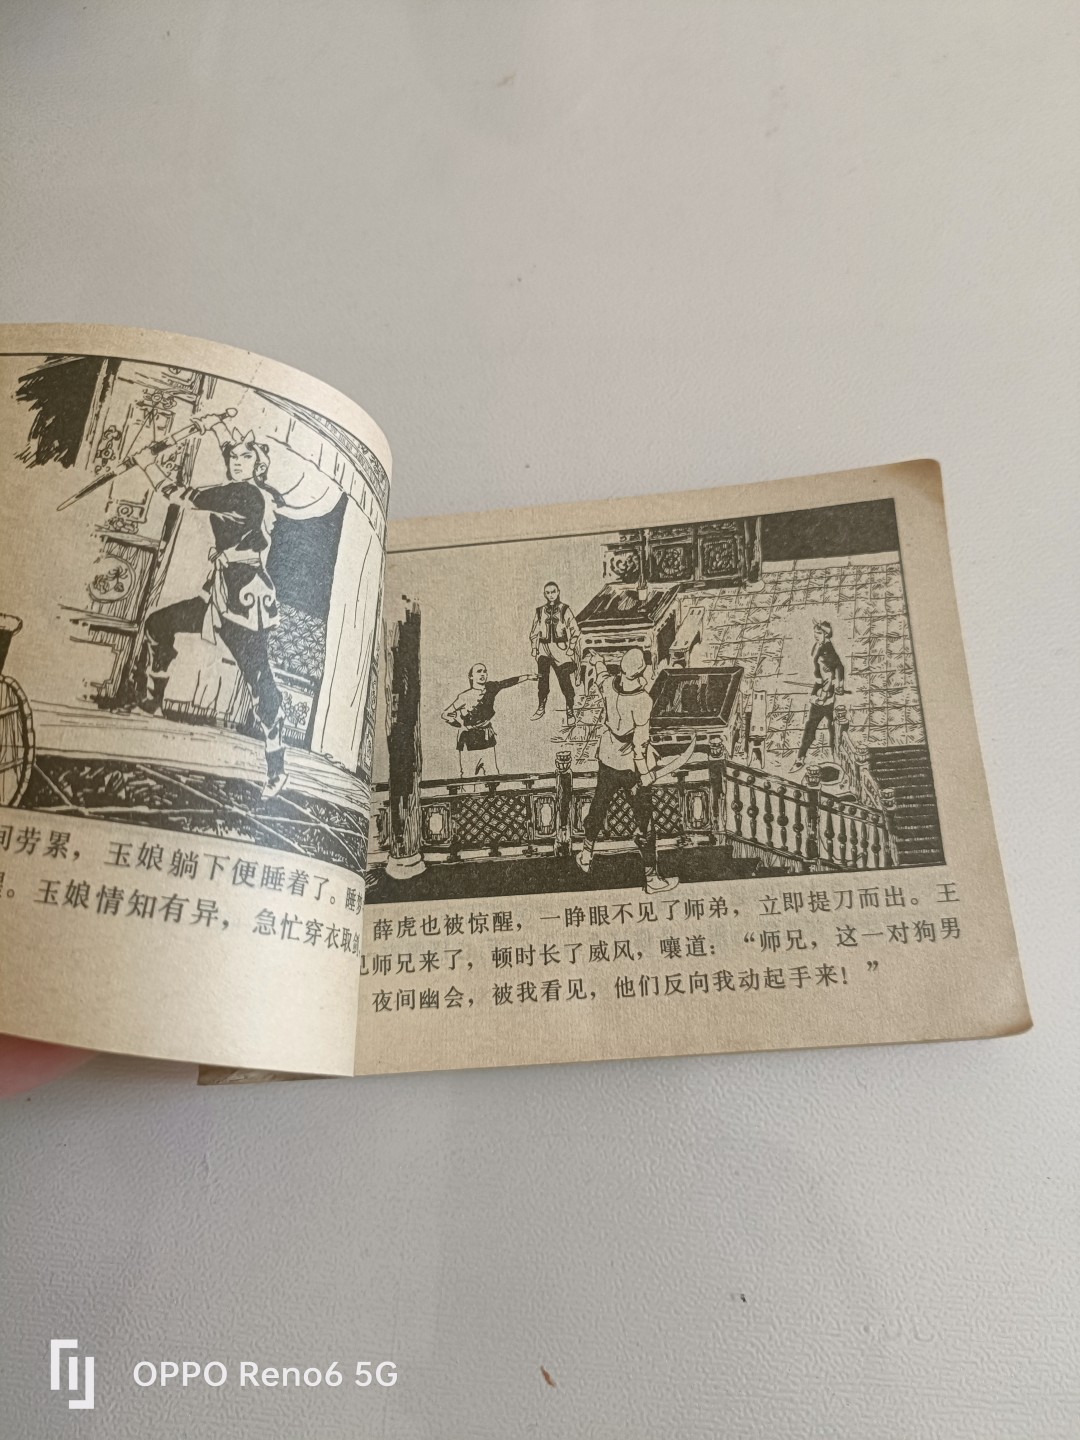 间劳累，玉娘躺下便睡着了。睡梦
醒。玉娘情知有异，急忙穿衣取剑
薛虎也被惊醒，一睁眼不见了师弟，立即提刀而出。王
见师兄来了，顿时长了威风，嚷道：“师兄，这一对狗男
夜间幽会，被我看见，他们反向我动起手来！”
OPPO Reno6 5G